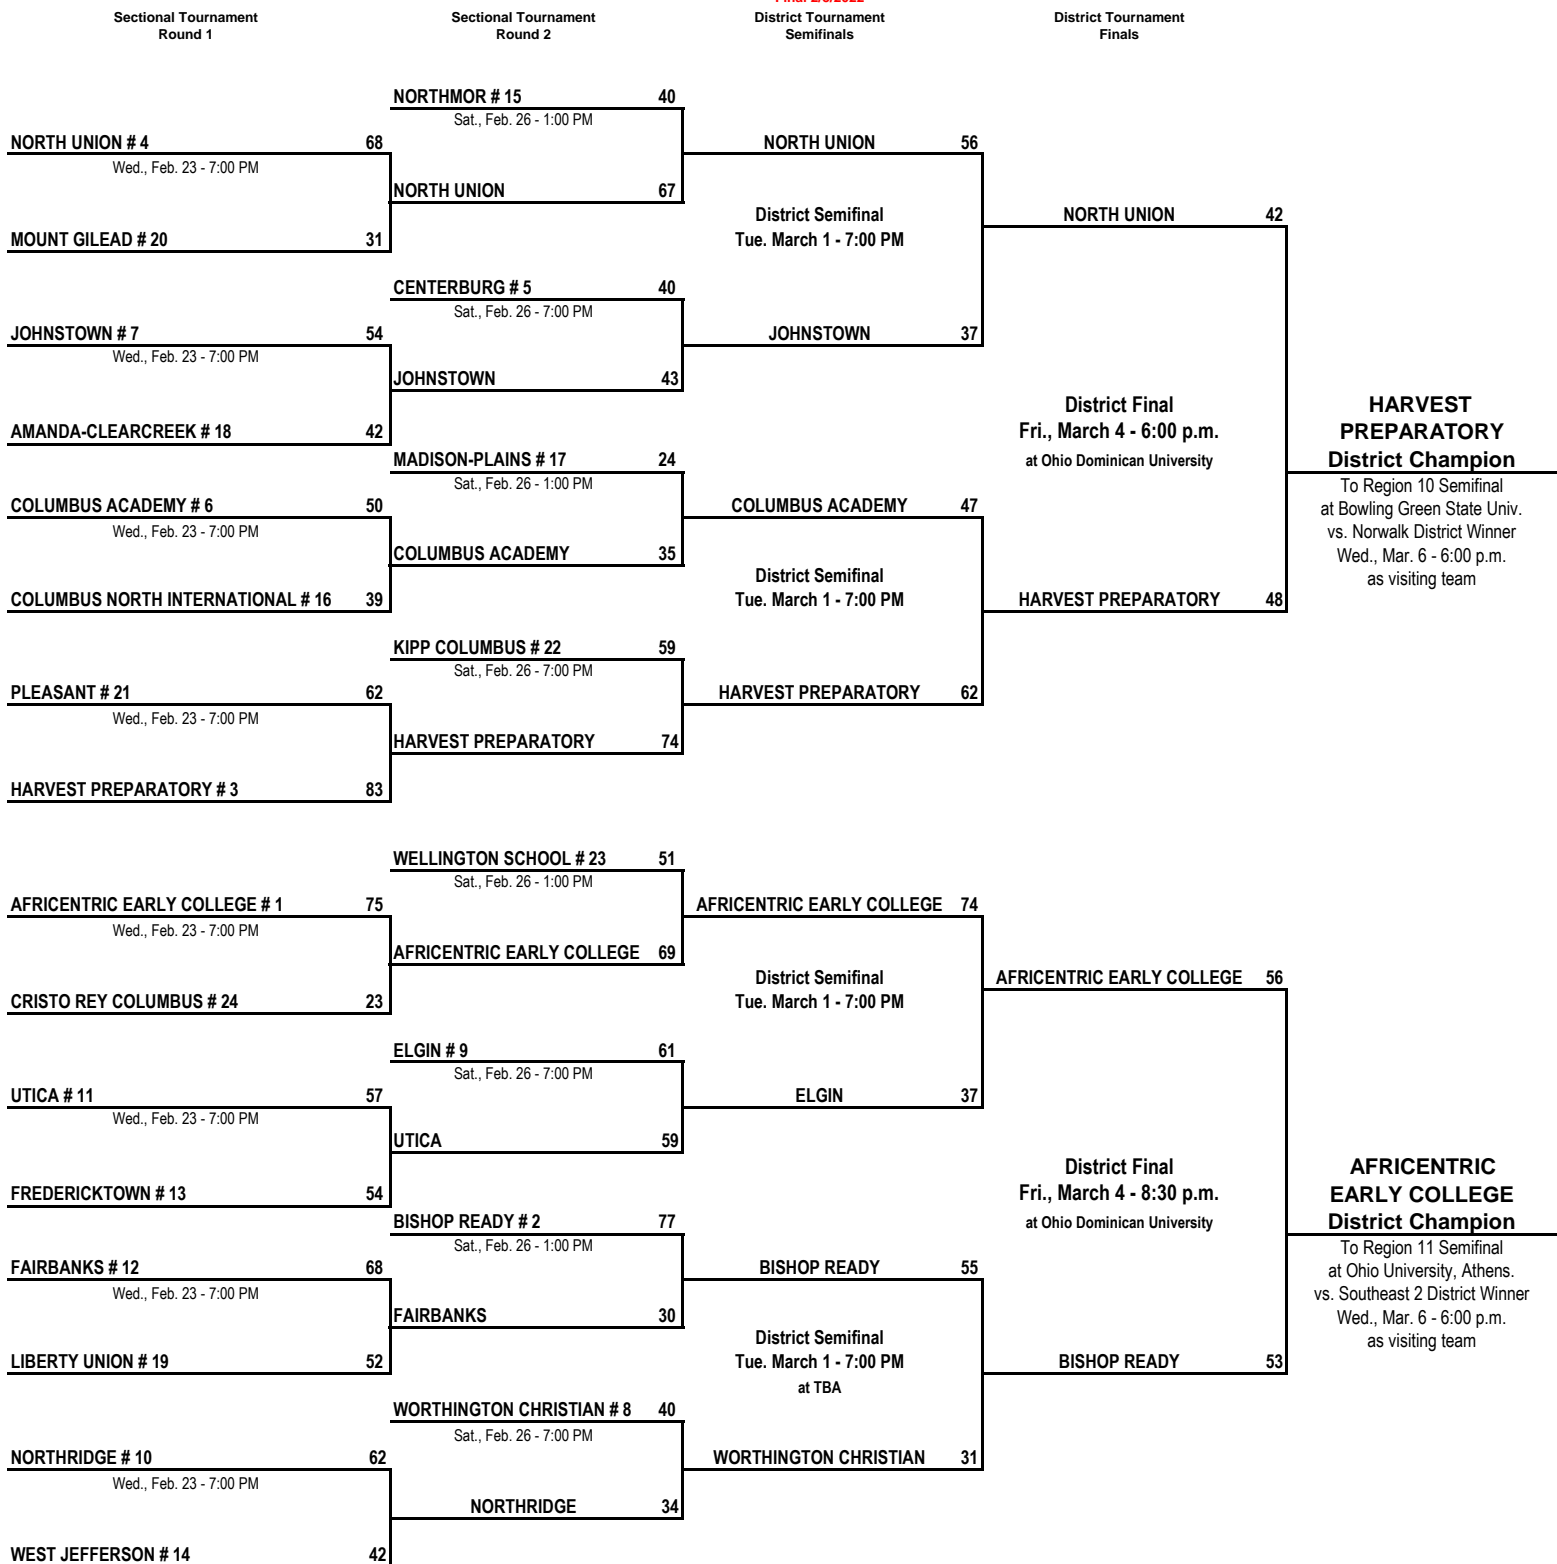 Final 2/6/2022
Sectional Tournament
Round 1
Sectional Tournament
Round 2
District Tournament
Semifinals
District Tournament
Finals
NORTHMOR # 15 40
Sat., Feb. 26 - 1:00 PM
NORTH UNION # 4 68
NORTH UNION 56
Wed., Feb. 23 - 7:00 PM
NORTH UNION 67
District Semifinal
NORTH UNION 42
MOUNT GILEAD # 20 31
Tue. March 1 - 7:00 PM
CENTERBURG # 5 40
Sat., Feb. 26 - 7:00 PM
JOHNSTOWN # 7 54
JOHNSTOWN 37
Wed., Feb. 23 - 7:00 PM
JOHNSTOWN 43
District Final
Fri., March 4 - 6:00 p.m.
at Ohio Dominican University
HARVEST
PREPARATORY
District Champion
AMANDA-CLEARCREEK # 18 42
MADISON-PLAINS # 17 24
Sat., Feb. 26 - 1:00 PM
To Region 10 Semifinal
at Bowling Green State Univ.
vs. Norwalk District Winner
Wed., Mar. 6 - 6:00 p.m.
as visiting team
COLUMBUS ACADEMY # 6 50
COLUMBUS ACADEMY 47
Wed., Feb. 23 - 7:00 PM
COLUMBUS ACADEMY 35
District Semifinal
Tue. March 1 - 7:00 PM
COLUMBUS NORTH INTERNATIONAL # 16 39
HARVEST PREPARATORY 48
KIPP COLUMBUS # 22 59
Sat., Feb. 26 - 7:00 PM
PLEASANT # 21 62
HARVEST PREPARATORY 62
Wed., Feb. 23 - 7:00 PM
HARVEST PREPARATORY 74
HARVEST PREPARATORY # 3 83
WELLINGTON SCHOOL # 23 51
Sat., Feb. 26 - 1:00 PM
AFRICENTRIC EARLY COLLEGE # 1 75
AFRICENTRIC EARLY COLLEGE 74
Wed., Feb. 23 - 7:00 PM
AFRICENTRIC EARLY COLLEGE 69
District Semifinal
AFRICENTRIC EARLY COLLEGE 56
CRISTO REY COLUMBUS # 24 23
Tue. March 1 - 7:00 PM
ELGIN # 9 61
Sat., Feb. 26 - 7:00 PM
UTICA # 11 57
ELGIN 37
Wed., Feb. 23 - 7:00 PM
UTICA 59
District Final
Fri., March 4 - 8:30 p.m.
at Ohio Dominican University
AFRICENTRIC
EARLY COLLEGE
District Champion
FREDERICKTOWN # 13 54
BISHOP READY # 2 77
Sat., Feb. 26 - 1:00 PM
To Region 11 Semifinal
at Ohio University, Athens.
vs. Southeast 2 District Winner
Wed., Mar. 6 - 6:00 p.m.
as visiting team
FAIRBANKS # 12 68
BISHOP READY 55
Wed., Feb. 23 - 7:00 PM
FAIRBANKS 30
District Semifinal
Tue. March 1 - 7:00 PM
at TBA
LIBERTY UNION # 19 52
BISHOP READY 53
WORTHINGTON CHRISTIAN # 8 40
Sat., Feb. 26 - 7:00 PM
NORTHRIDGE # 10 62
WORTHINGTON CHRISTIAN 31
Wed., Feb. 23 - 7:00 PM
NORTHRIDGE 34
WEST JEFFERSON # 14 42